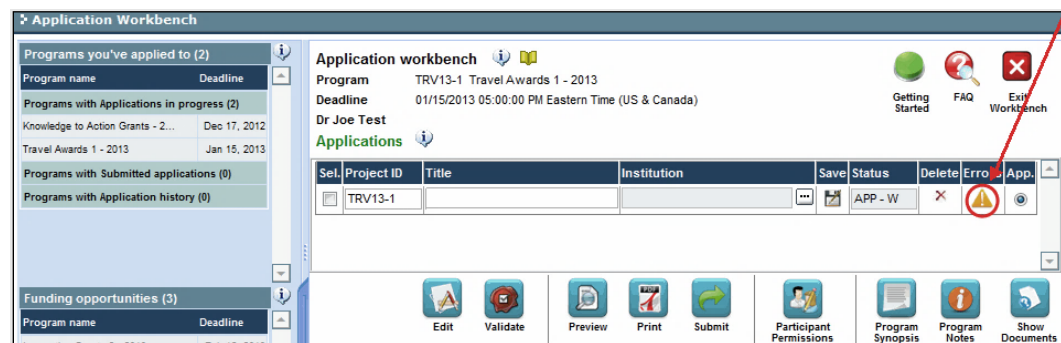 Application Workbench
Programs you've applied to (2)
Program name Deadline
Programs with Applications in progress (2)
Knowledge to Action Grants - 2... Dec 17, 2012
Travel Awards 1 - 2013 Jan 15, 2013
Programs with Submitted applications (0)
Programs with Application history (0)
Funding opportunities (3)
Program name Deadline
Application workbench
Program TRV13-1 Travel Awards 1 - 2013
Deadline 01/15/2013 05:00:00 PM Eastern Time (US & Canada)
Dr Joe Test
Applications
Getting Started
FAQ
Exit Workbench
Sel. Project ID Title Institution Save Status Delete Errors App.
TRV13-1 ... APP - W
Edit
Validate
Preview
PDF
Print
Submit
Participant Permissions
Program Synopsis
Program Notes
Show Documents